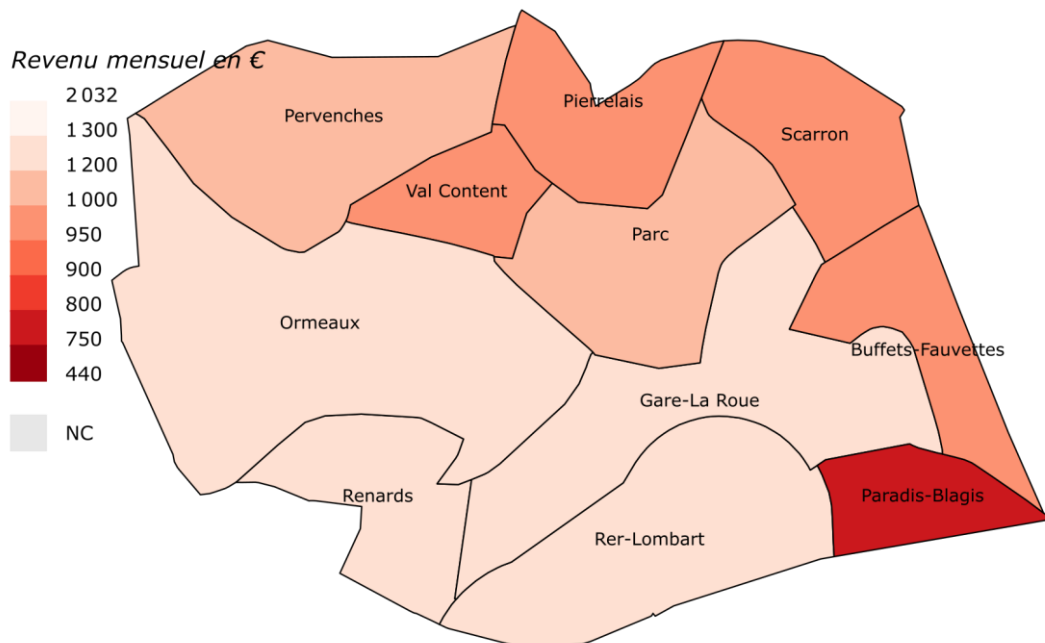 Revenu mensuel en €
2 032
1 300
1 200
1 000
950
900
800
750
440
NC
Pervenches
Pierrelais
Scarron
Val Content
Parc
Ormeaux
Buffets-Fauvettes
Gare-La Roue
Renards
Paradis-Blagis
Rer-Lombart